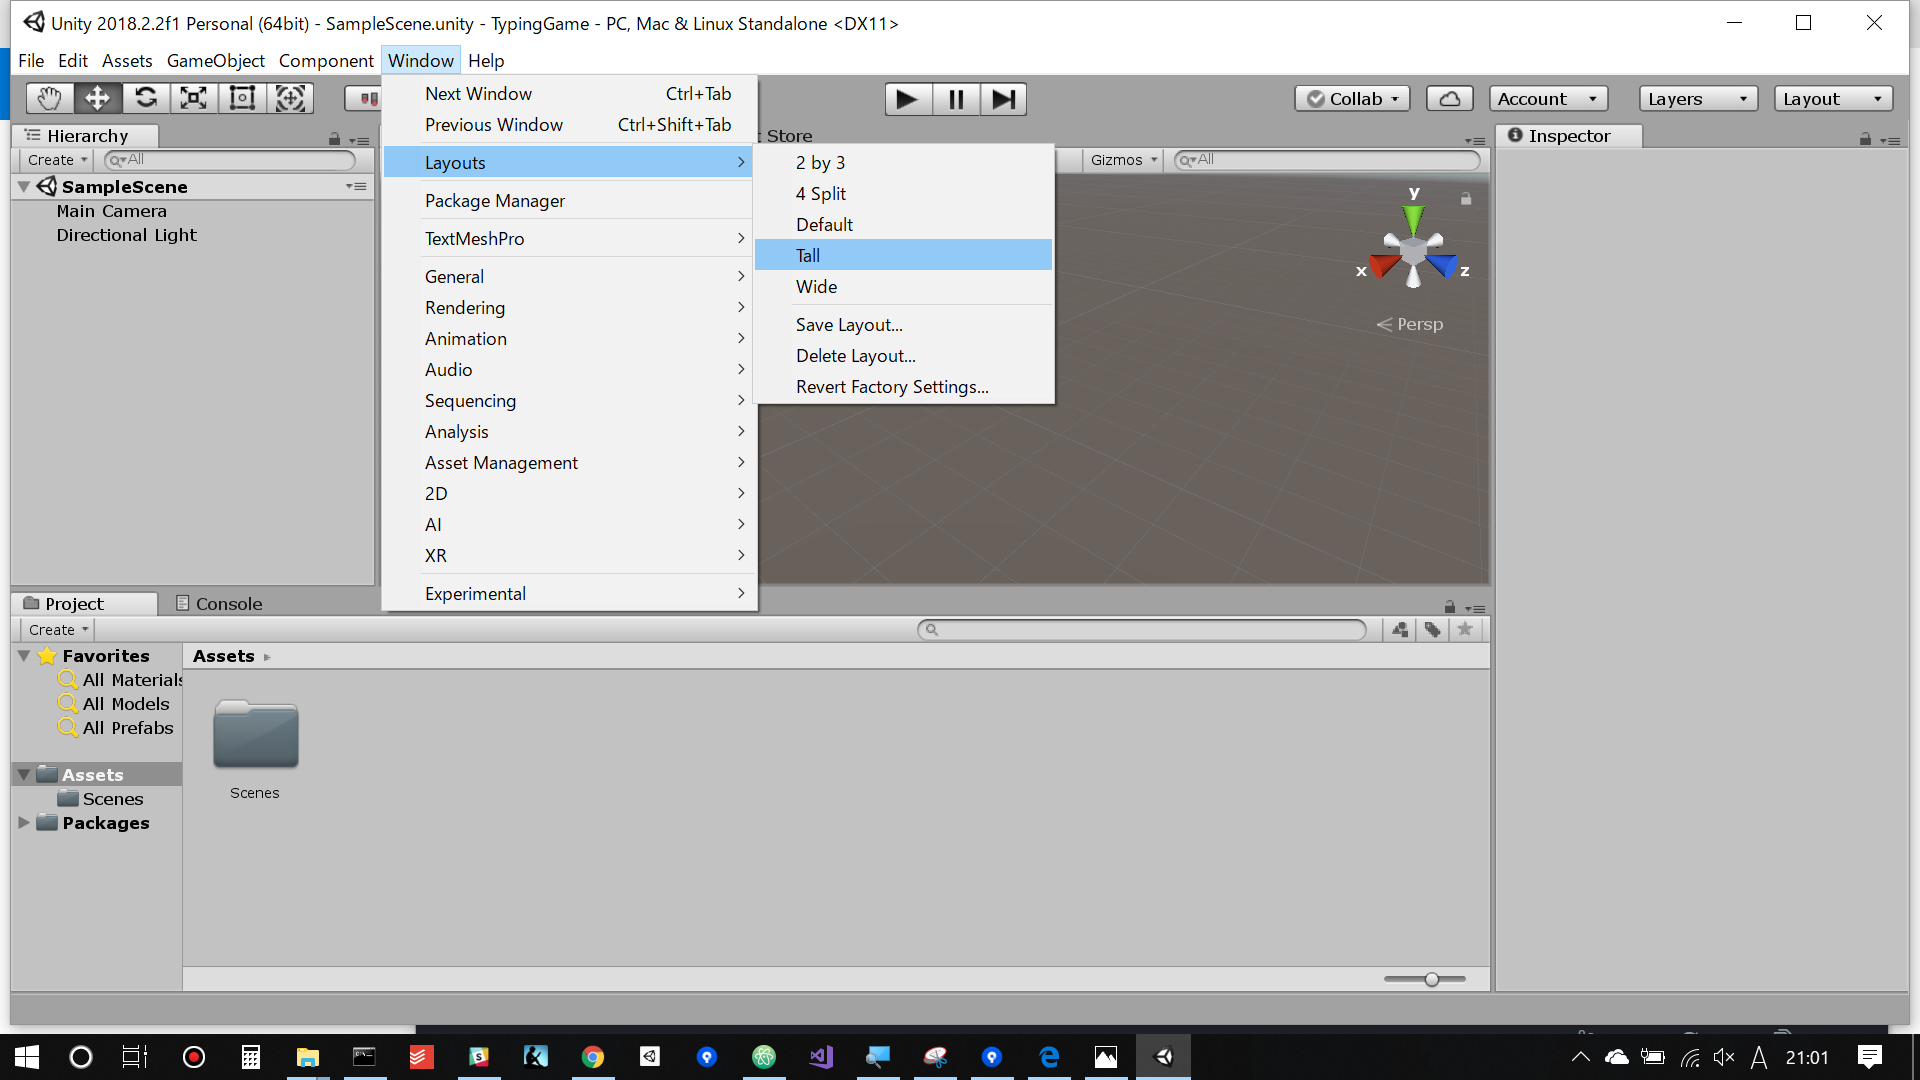 Unity 2018.2.2f1 Personal (64bit) - SampleScene.unity - TypingGame - PC, Mac & Linux Standalone <DX11>
File Edit Assets GameObject Component Window Help
Collab Account Layers Layout
Hierarchy
Create All
SampleScene
Main Camera
Directional Light
Next Window Ctrl+Tab
Previous Window Ctrl+Shift+Tab
Layouts
Package Manager
TextMeshPro
General
Rendering
Animation
Audio
Sequencing
Analysis
Asset Management
2D
AI
XR
Experimental
2 by 3
4 Split
Default
Tall
Wide
Save Layout...
Delete Layout...
Revert Factory Settings...
t Store
Gizmos All
y
x z
Persp
Inspector
Project Console
Create
Favorites
All Materials
All Models
All Prefabs
Assets
Scenes
Packages
Assets
Scenes
A 21:01